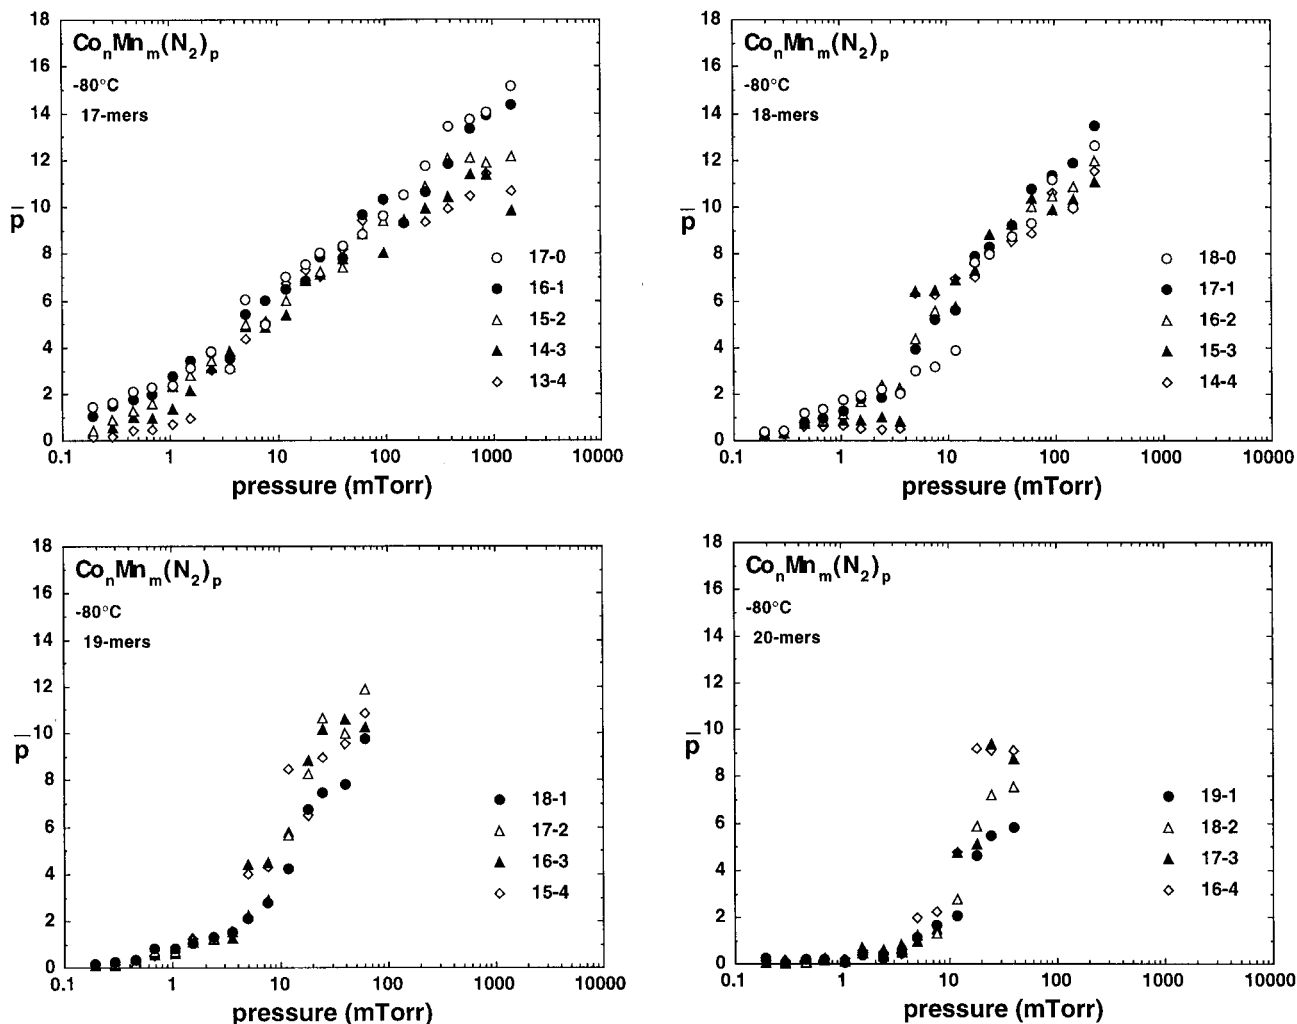 Co_nMn_m(N_2)_p
-80°C
17-mers
18
16
14
12
10
8
6
4
2
0
p̄
17-0
16-1
15-2
14-3
13-4
0.1 1 10 100 1000 10000
pressure (mTorr)
Co_nMn_m(N_2)_p
-80°C
18-mers
18
16
14
12
10
8
6
4
2
0
p̄
18-0
17-1
16-2
15-3
14-4
0.1 1 10 100 1000 10000
pressure (mTorr)
Co_nMn_m(N_2)_p
-80°C
19-mers
18
16
14
12
10
8
6
4
2
0
p̄
18-1
17-2
16-3
15-4
0.1 1 10 100 1000 10000
pressure (mTorr)
Co_nMn_m(N_2)_p
-80°C
20-mers
18
16
14
12
10
8
6
4
2
0
p̄
19-1
18-2
17-3
16-4
0.1 1 10 100 1000 10000
pressure (mTorr)